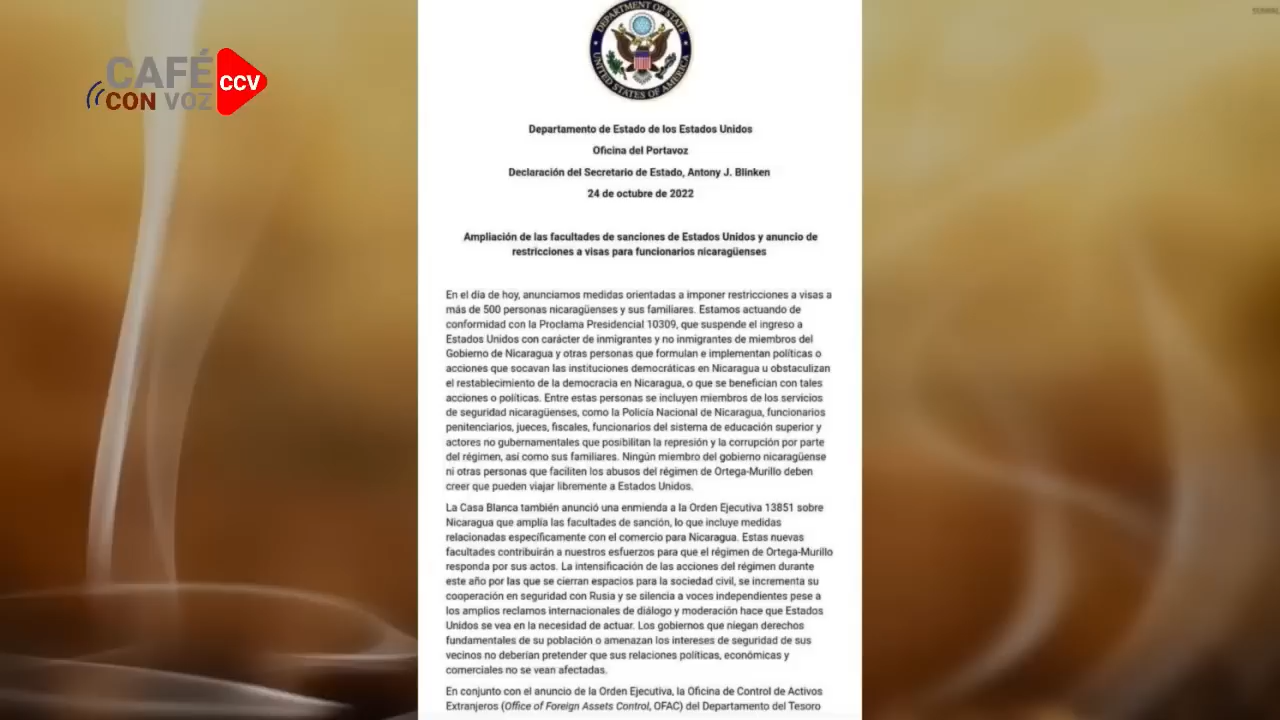 CAFÉ
CON VOZ
CCV
DEPARTMENT OF STATE
UNITED STATES OF AMERICA
Departamento de Estado de los Estados Unidos
Oficina del Portavoz
Declaración del Secretario de Estado, Antony J. Blinken
24 de octubre de 2022
Ampliación de las facultades de sanciones de Estados Unidos y anuncio de
restricciones a visas para funcionarios nicaragüenses
En el día de hoy, anunciamos medidas orientadas a imponer restricciones a visas a
más de 500 personas nicaragüenses y sus familiares. Estamos actuando de
conformidad con la Proclama Presidencial 10309, que suspende el ingreso a
Estados Unidos con carácter de inmigrantes y no inmigrantes de miembros del
Gobierno de Nicaragua y otras personas que formulan e implementan políticas o
acciones que socavan las instituciones democráticas en Nicaragua u obstaculizan
el restablecimiento de la democracia en Nicaragua, o que se benefician con tales
acciones o políticas. Entre estas personas se incluyen miembros de los servicios
de seguridad nicaragüenses, como la Policía Nacional de Nicaragua, funcionarios
penitenciarios, jueces, fiscales, funcionarios del sistema de educación superior y
actores no gubernamentales que posibilitan la represión y la corrupción por parte
del régimen, así como sus familiares. Ningún miembro del gobierno nicaragüense
ni otras personas que faciliten los abusos del régimen de Ortega-Murillo deben
creer que pueden viajar libremente a Estados Unidos.
La Casa Blanca también anunció una enmienda a la Orden Ejecutiva 13851 sobre
Nicaragua que amplía las facultades de sanción, lo que incluye medidas
relacionadas específicamente con el comercio para Nicaragua. Estas nuevas
facultades contribuirán a nuestros esfuerzos para que el régimen de Ortega-Murillo
responda por sus actos. La intensificación de las acciones del régimen durante
este año por las que se cierran espacios para la sociedad civil, se incrementa su
cooperación en seguridad con Rusia y se silencia a voces independientes pese a
los amplios reclamos internacionales de diálogo y moderación hace que Estados
Unidos se vea en la necesidad de actuar. Los gobiernos que niegan derechos
fundamentales de su población o amenazan los intereses de seguridad de sus
vecinos no deberían pretender que sus relaciones políticas, económicas y
comerciales no se vean afectadas.
En conjunto con el anuncio de la Orden Ejecutiva, la Oficina de Control de Activos
Extranjeros (Office of Foreign Assets Control, OFAC) del Departamento del Tesoro